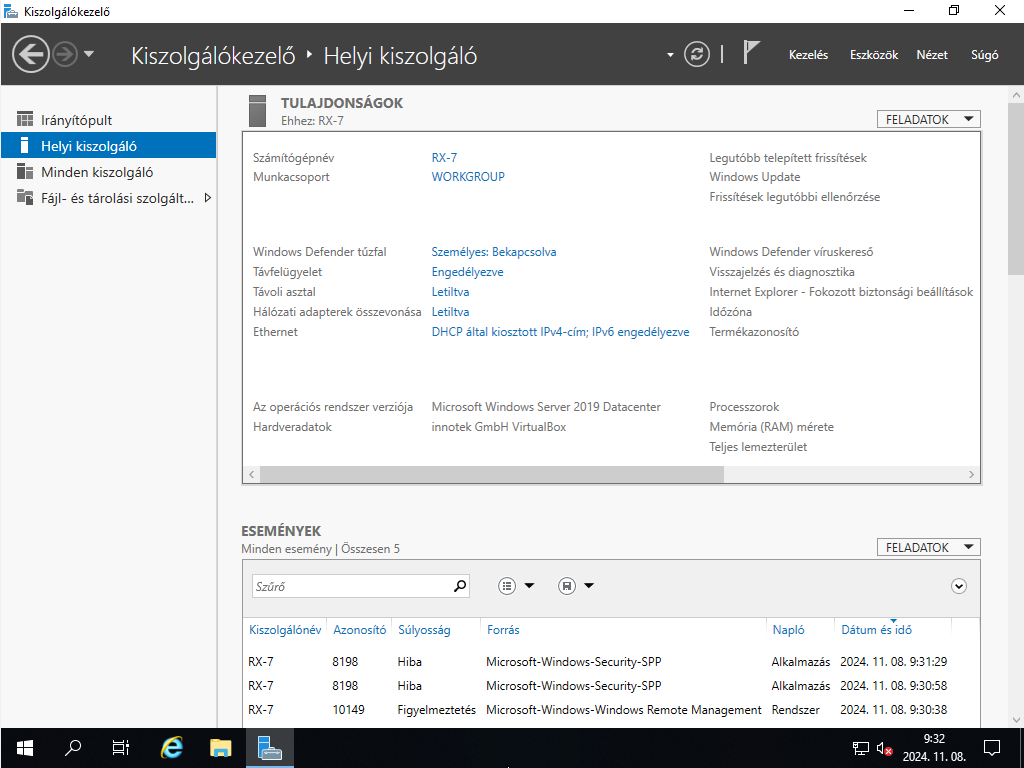 Kiszolgálókezelő
Kiszolgálókezelő Helyi kiszolgáló
Kezelés Eszközök Nézet Súgó
Irányítópult
Helyi kiszolgáló
Minden kiszolgáló
Fájl- és tárolási szolgált...
TULAJDONSÁGOK
Ehhez: RX-7
FELADATOK
Számítógépnév RX-7 Legutóbb telepített frissítések
Munkacsoport WORKGROUP Windows Update
Frissítések legutóbbi ellenőrzése
Windows Defender tűzfal Személyes: Bekapcsolva Windows Defender víruskereső
Távfelügyelet Engedélyezve Visszajelzés és diagnosztika
Távoli asztal Letiltva Internet Explorer - Fokozott biztonsági beállítások
Hálózati adapterek összevonása Letiltva Időzóna
Ethernet DHCP által kiosztott IPv4-cím; IPv6 engedélyezve Termékazonosító
Az operációs rendszer verziója Microsoft Windows Server 2019 Datacenter Processzorok
Hardveradatok innotek GmbH VirtualBox Memória (RAM) mérete
Teljes lemezterület
ESEMÉNYEK
Minden esemény | Összesen 5
FELADATOK
Szűrő
Kiszolgálónév Azonosító Súlyosság Forrás Napló Dátum és idő
RX-7 8198 Hiba Microsoft-Windows-Security-SPP Alkalmazás 2024. 11. 08. 9:31:29
RX-7 8198 Hiba Microsoft-Windows-Security-SPP Alkalmazás 2024. 11. 08. 9:30:58
RX-7 10149 Figyelmeztetés Microsoft-Windows-Windows Remote Management Rendszer 2024. 11. 08. 9:30:38
9:32
2024. 11. 08.